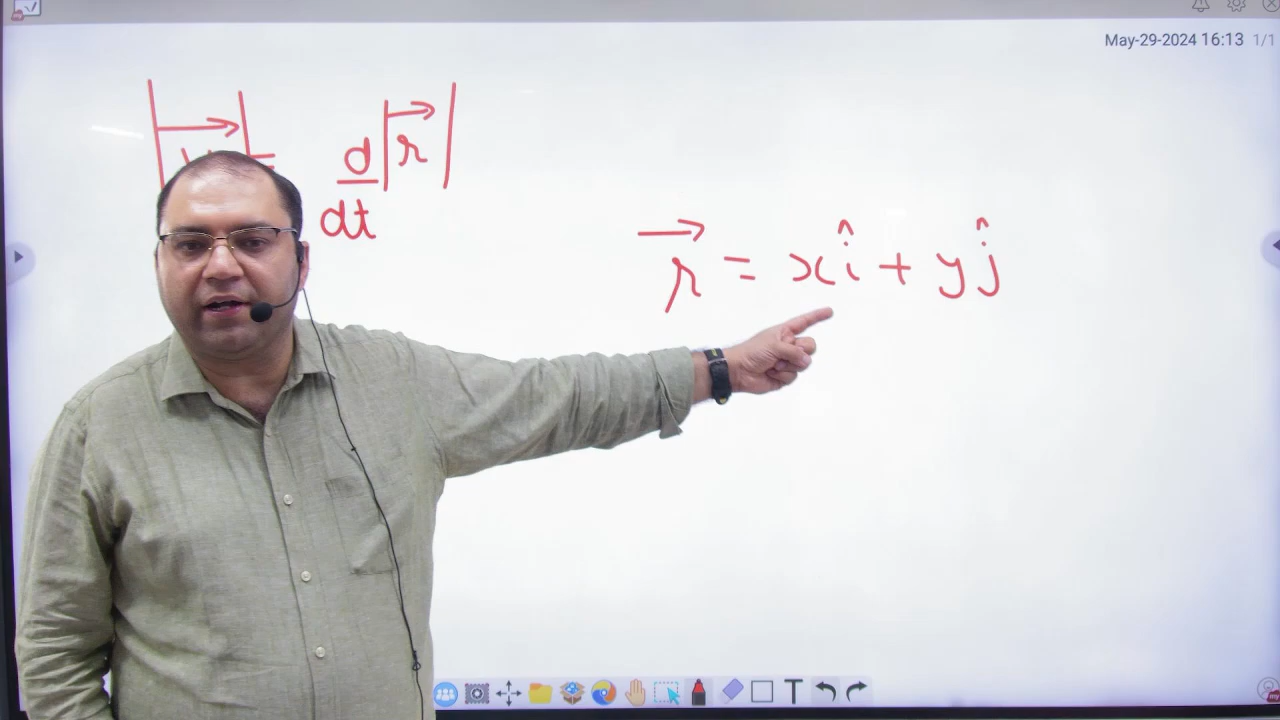 May-29-2024 16:13 1/1
d/dt |r⃗|
r⃗ = xî + yĵ
T